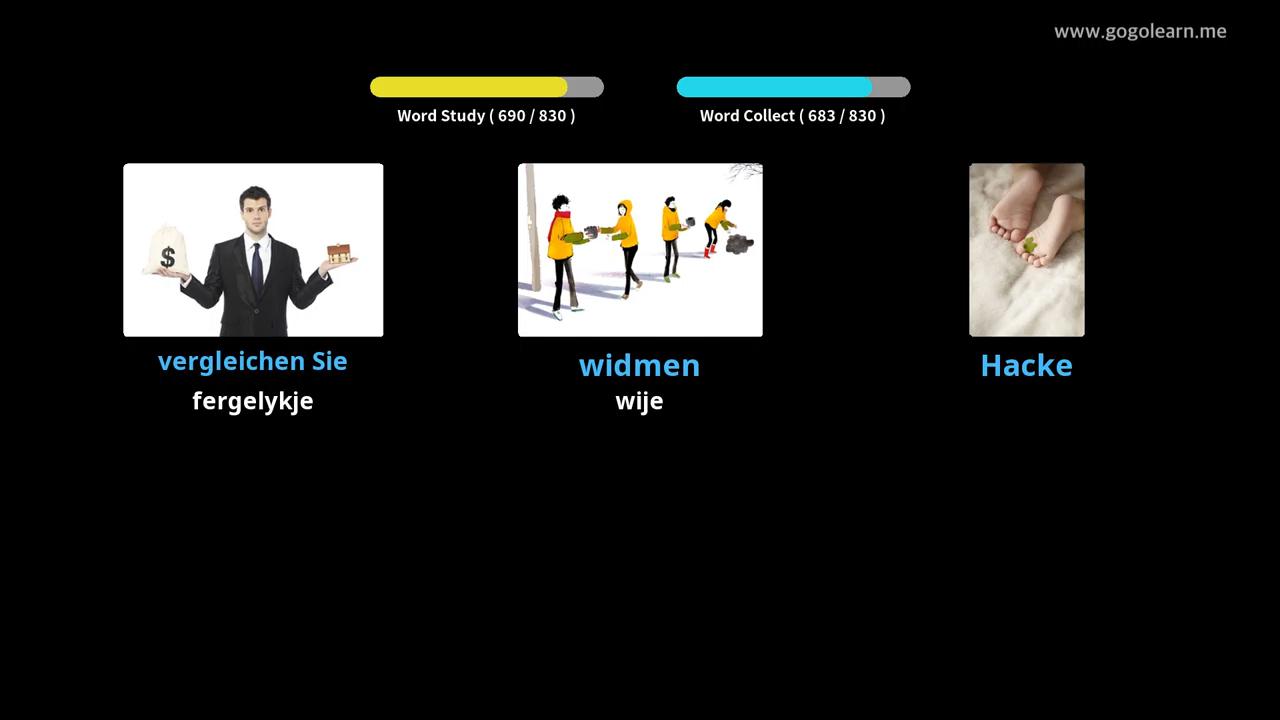 www.gogolearn.me
Word Study ( 690 / 830 )
Word Collect ( 683 / 830 )
$
vergleichen Sie
widmen
Hacke
fergelykje
wije